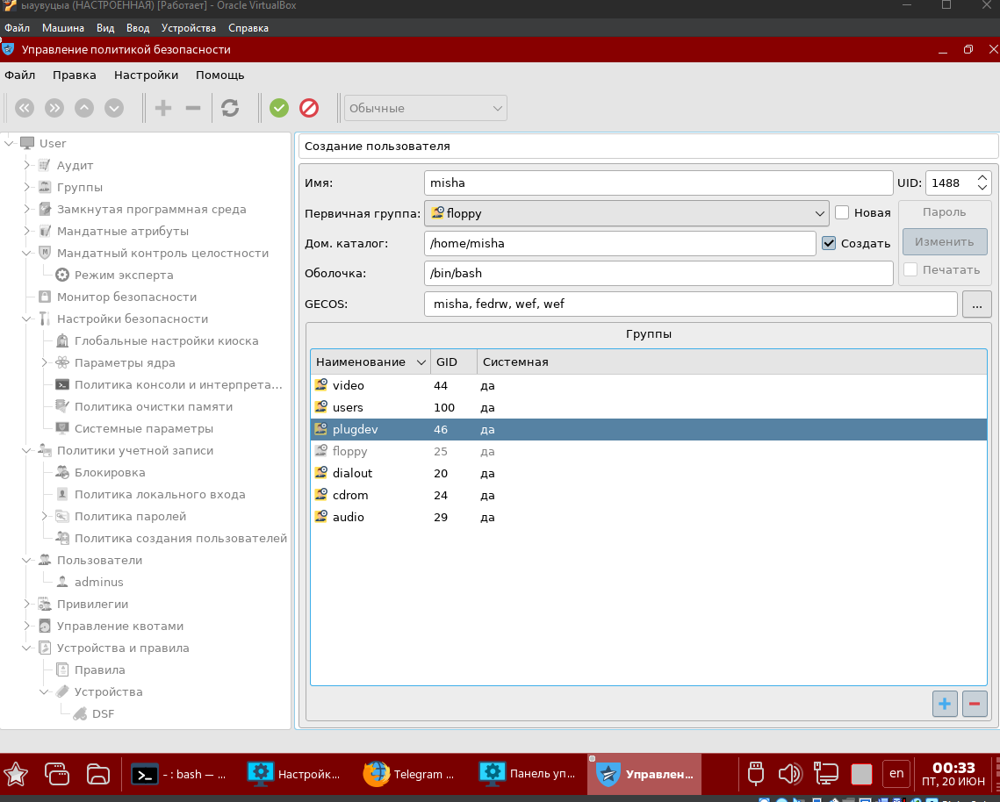 ыаувуцыа (НАСТРОЕННАЯ) [Работает] - Oracle VirtualBox
Файл Машина Вид Ввод Устройства Справка
Управление политикой безопасности
Файл Правка Настройки Помощь
Обычные
User
Аудит
Группы
Замкнутая программная среда
Мандатные атрибуты
Мандатный контроль целостности
Режим эксперта
Монитор безопасности
Настройки безопасности
Глобальные настройки киоска
Параметры ядра
Политика консоли и интерпрета...
Политика очистки памяти
Системные параметры
Политики учетной записи
Блокировка
Политика локального входа
Политика паролей
Политика создания пользователей
Пользователи
adminus
Привилегии
Управление квотами
Устройства и правила
Правила
Устройства
DSF
Создание пользователя
Имя: misha UID: 1488
Первичная группа: floppy Новая Пароль
Дом. каталог: /home/misha Создать Изменить
Оболочка: /bin/bash Печатать
GECOS: misha, fedrw, wef, wef ...
Группы
Наименование GID Системная
video 44 да
users 100 да
plugdev 46 да
floppy 25 да
dialout 20 да
cdrom 24 да
audio 29 да
- : bash — ... Настройк... Telegram ... Панель уп... Управлен... en 00:33
ПТ, 20 ИЮН